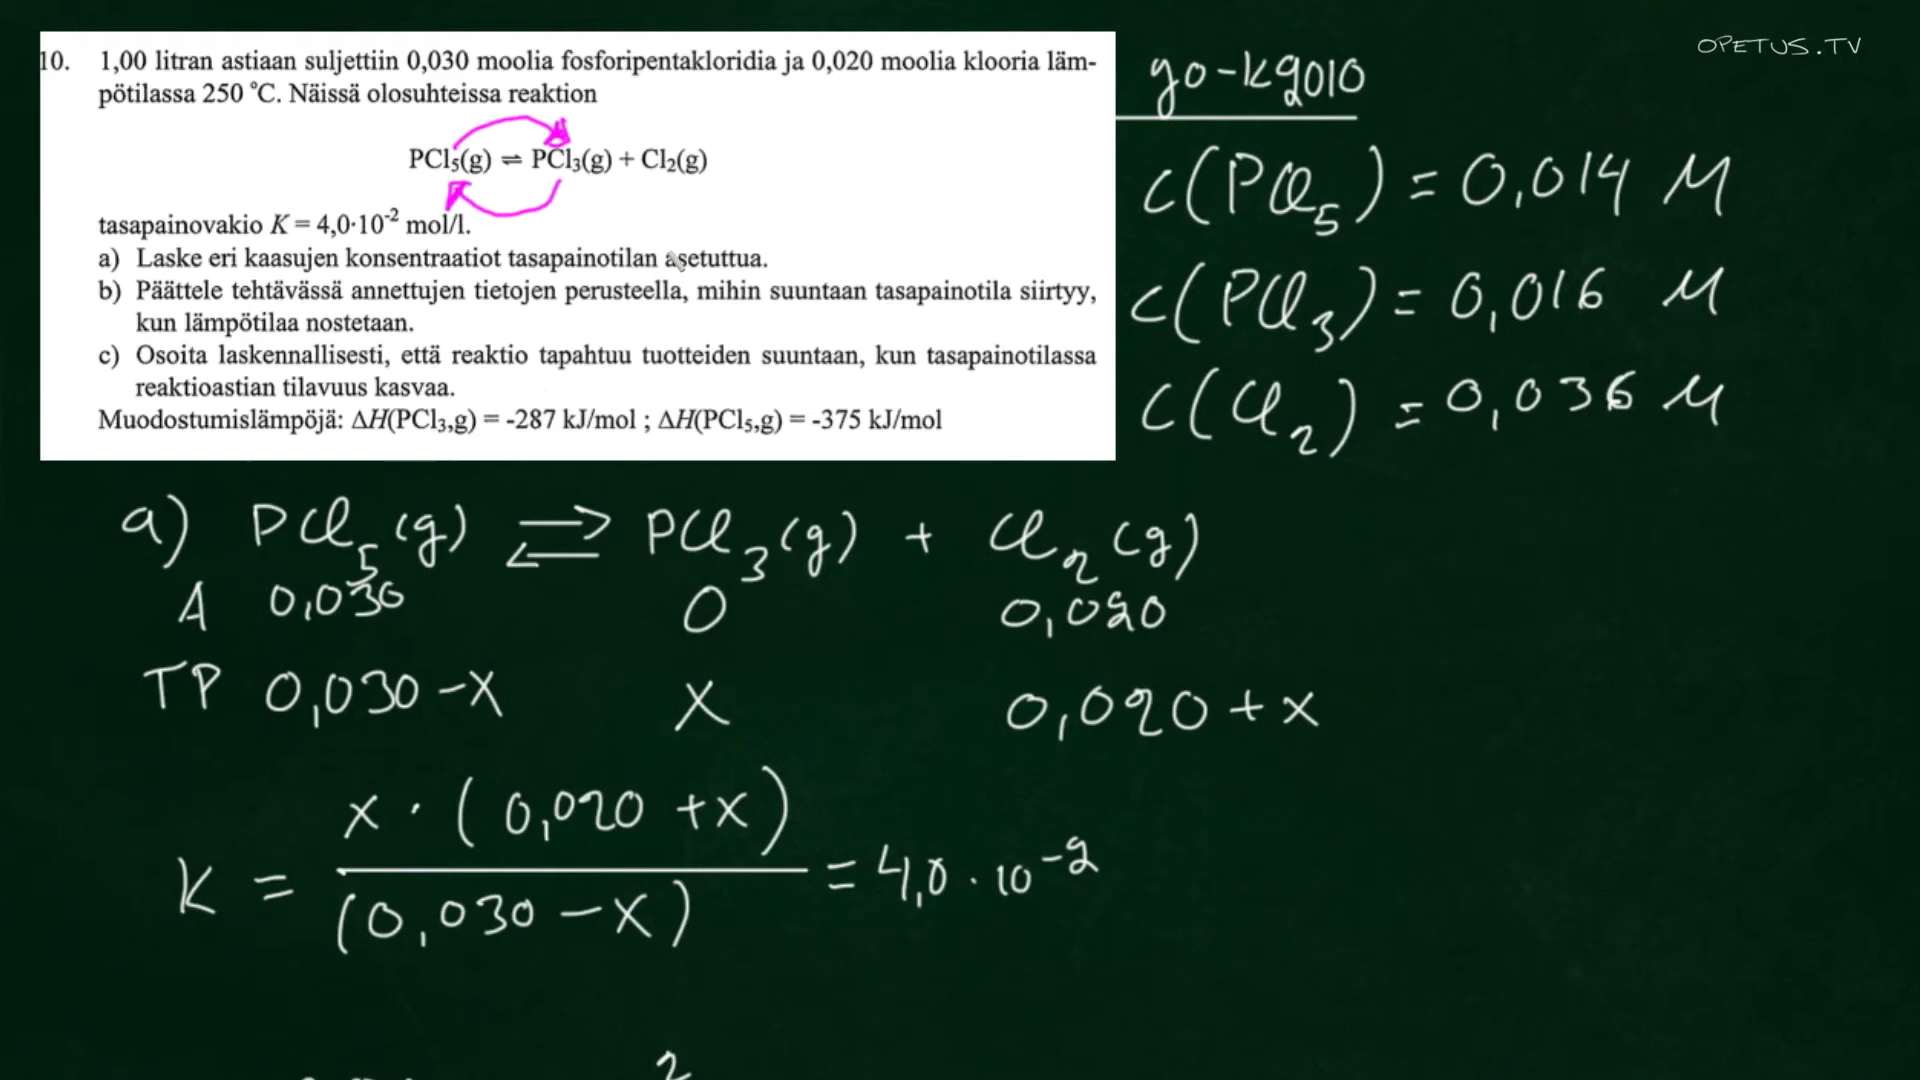 OPETUS.TV
10. 1,00 litran astiaan suljettiin 0,030 moolia fosforipentakloridia ja 0,020 moolia klooria läm-
pötilassa 250 °C. Näissä olosuhteissa reaktion
PCl₅(g) ⇌ PCl₃(g) + Cl₂(g)
tasapainovakio K = 4,0·10⁻² mol/l.
a) Laske eri kaasujen konsentraatiot tasapainotilan asetuttua.
b) Päättele tehtävässä annettujen tietojen perusteella, mihin suuntaan tasapainotila siirtyy,
kun lämpötilaa nostetaan.
c) Osoita laskennallisesti, että reaktio tapahtuu tuotteiden suuntaan, kun tasapainotilassa
reaktioastian tilavuus kasvaa.
Muodostumislämpöjä: ΔH(PCl₃,g) = -287 kJ/mol ; ΔH(PCl₅,g) = -375 kJ/mol
yo-k2010
c(PCl₅) = 0,014 M
c(PCl₃) = 0,016 M
c(Cl₂) = 0,036 M
a) PCl₅(g) ⇌ PCl₃(g) + Cl₂(g)
A 0,030 0 0,020
TP 0,030-x x 0,020+x
x · (0,020+x)
K = = 4,0·10⁻²
(0,030-x)